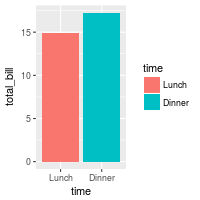 total_bill
15
10
5
0
Lunch
Dinner
time
time
Lunch
Dinner